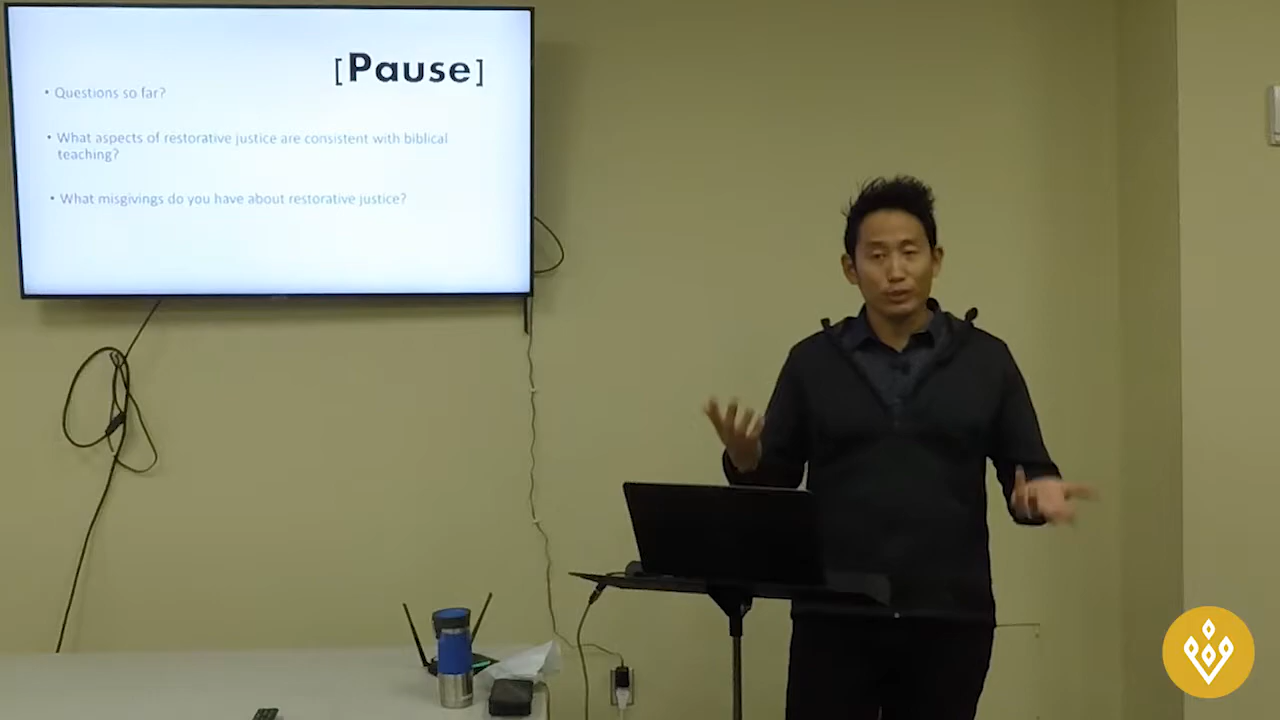 [Pause]
• Questions so far?
• What aspects of restorative justice are consistent with biblical
teaching?
• What misgivings do you have about restorative justice?